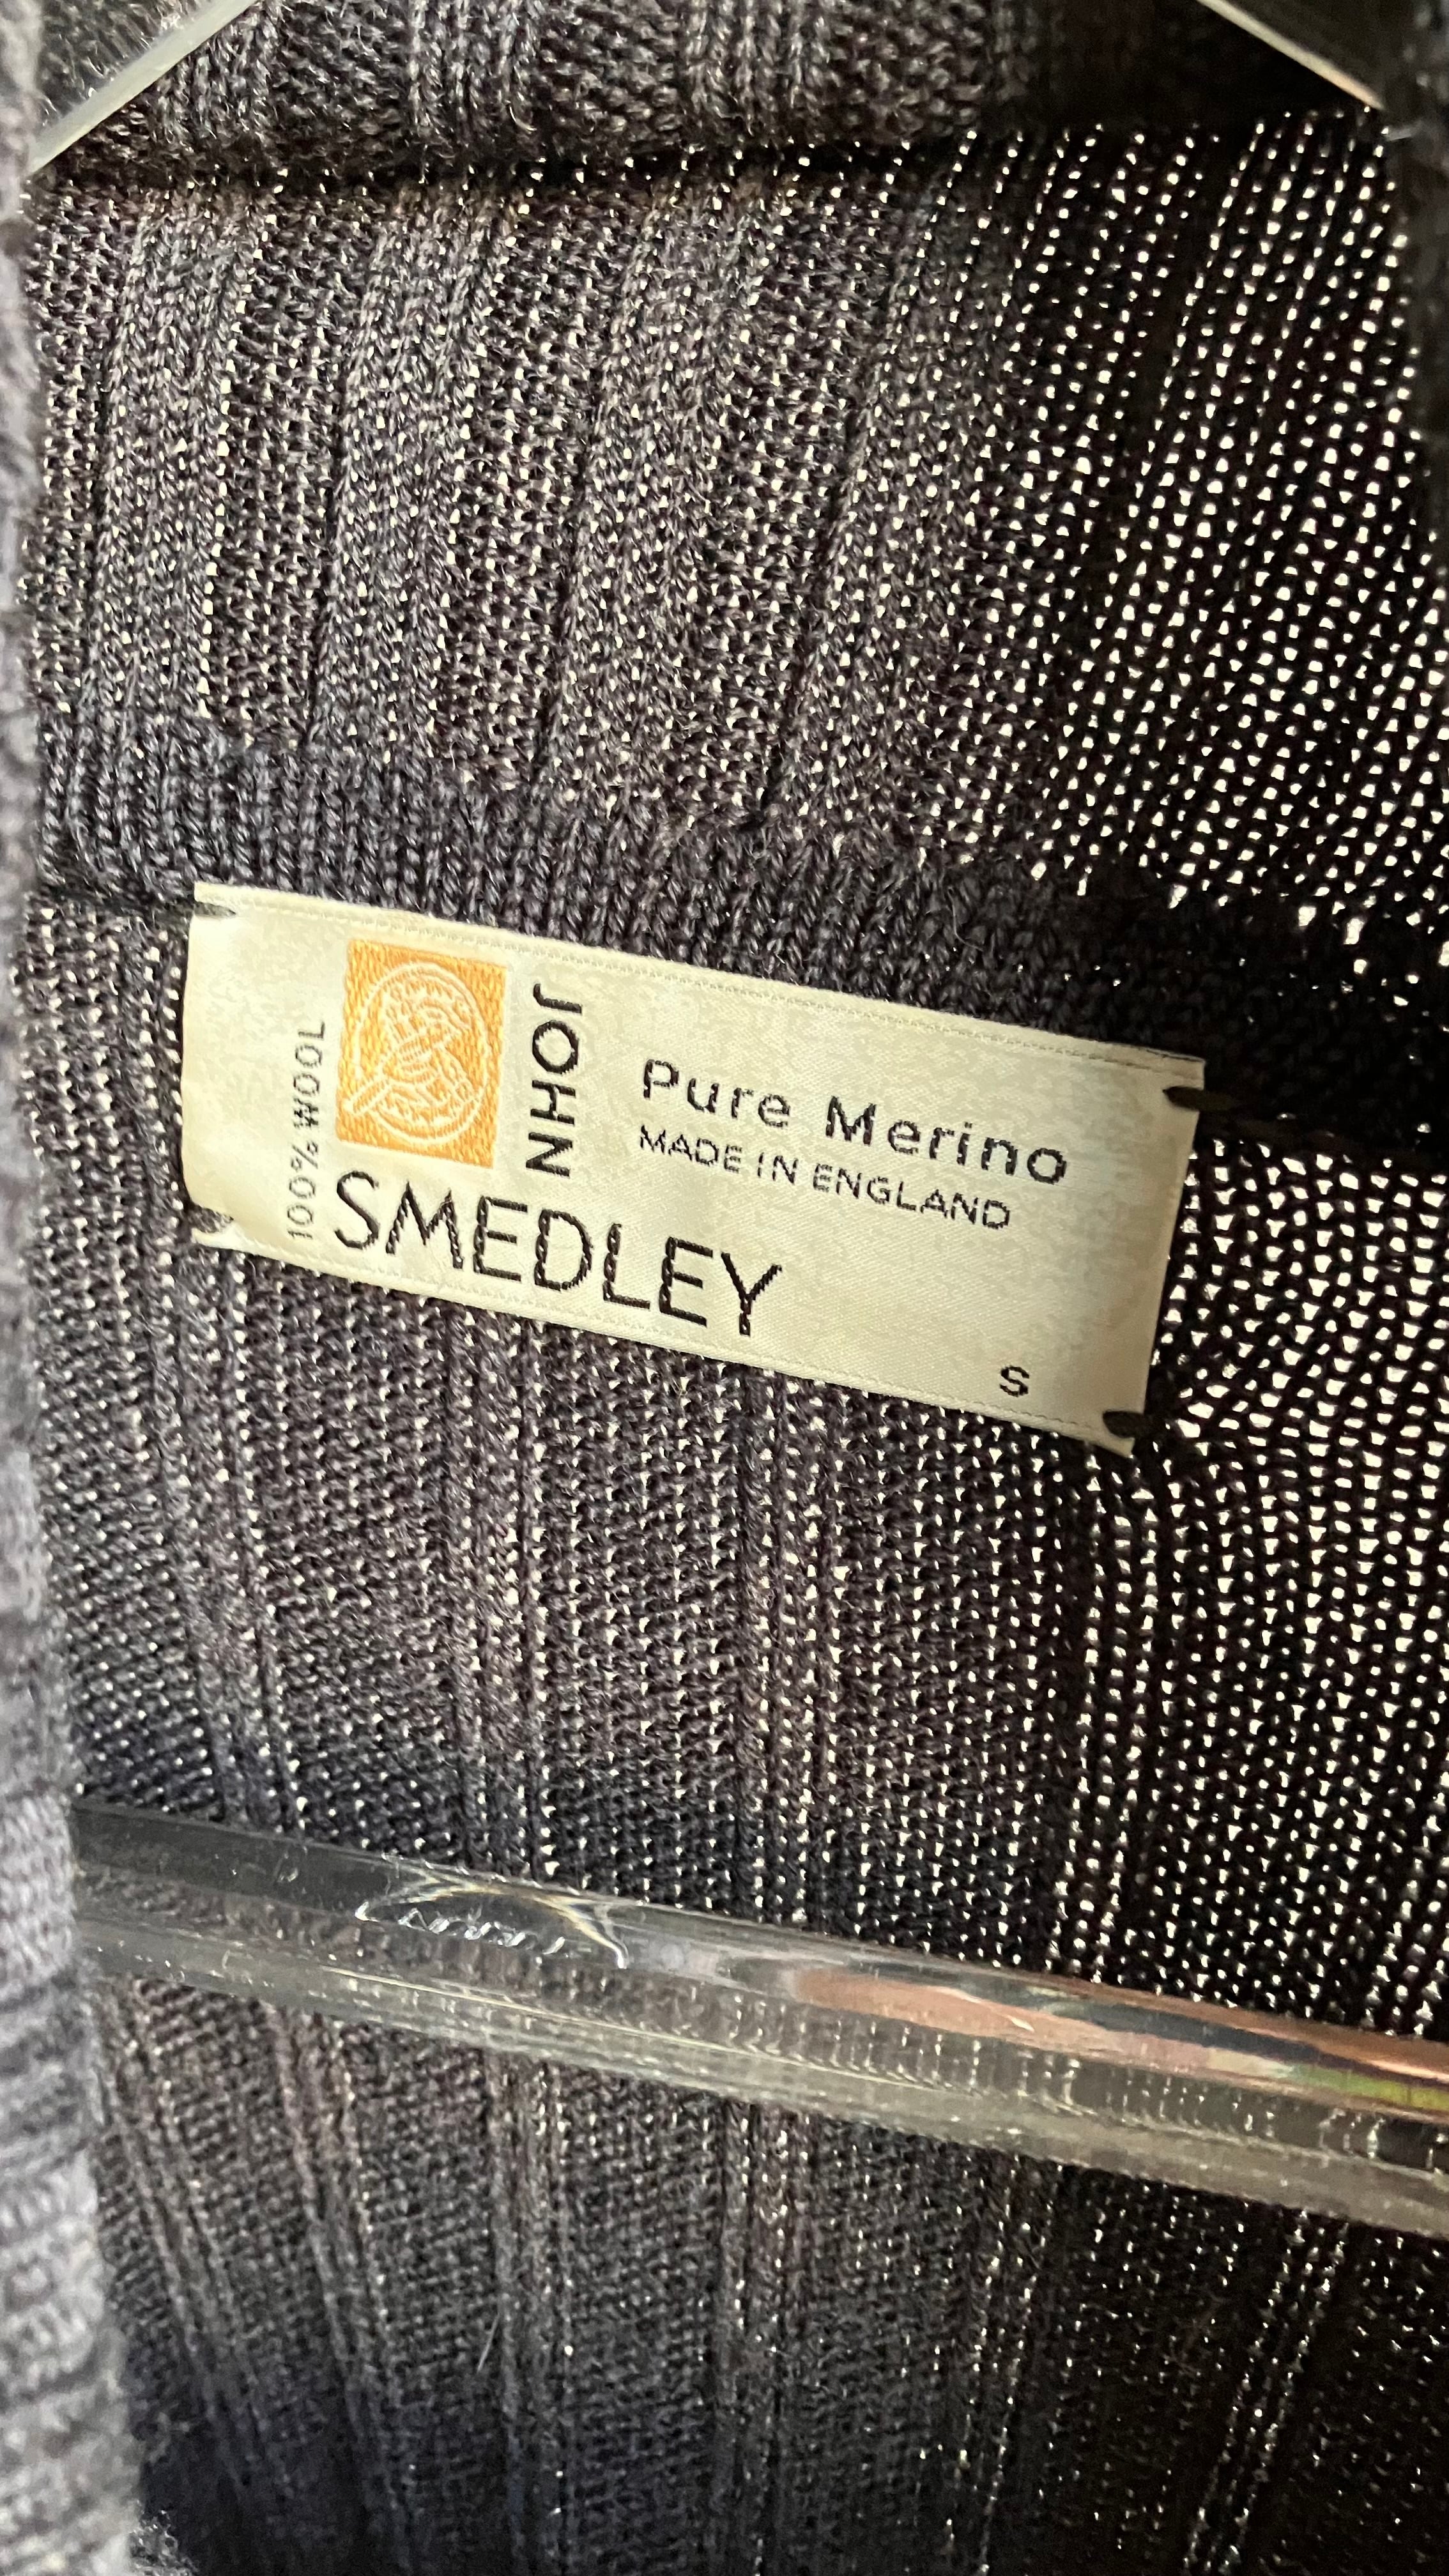 100% WOOL
JOHN
SMEDLEY
Pure Merino
MADE IN ENGLAND
S